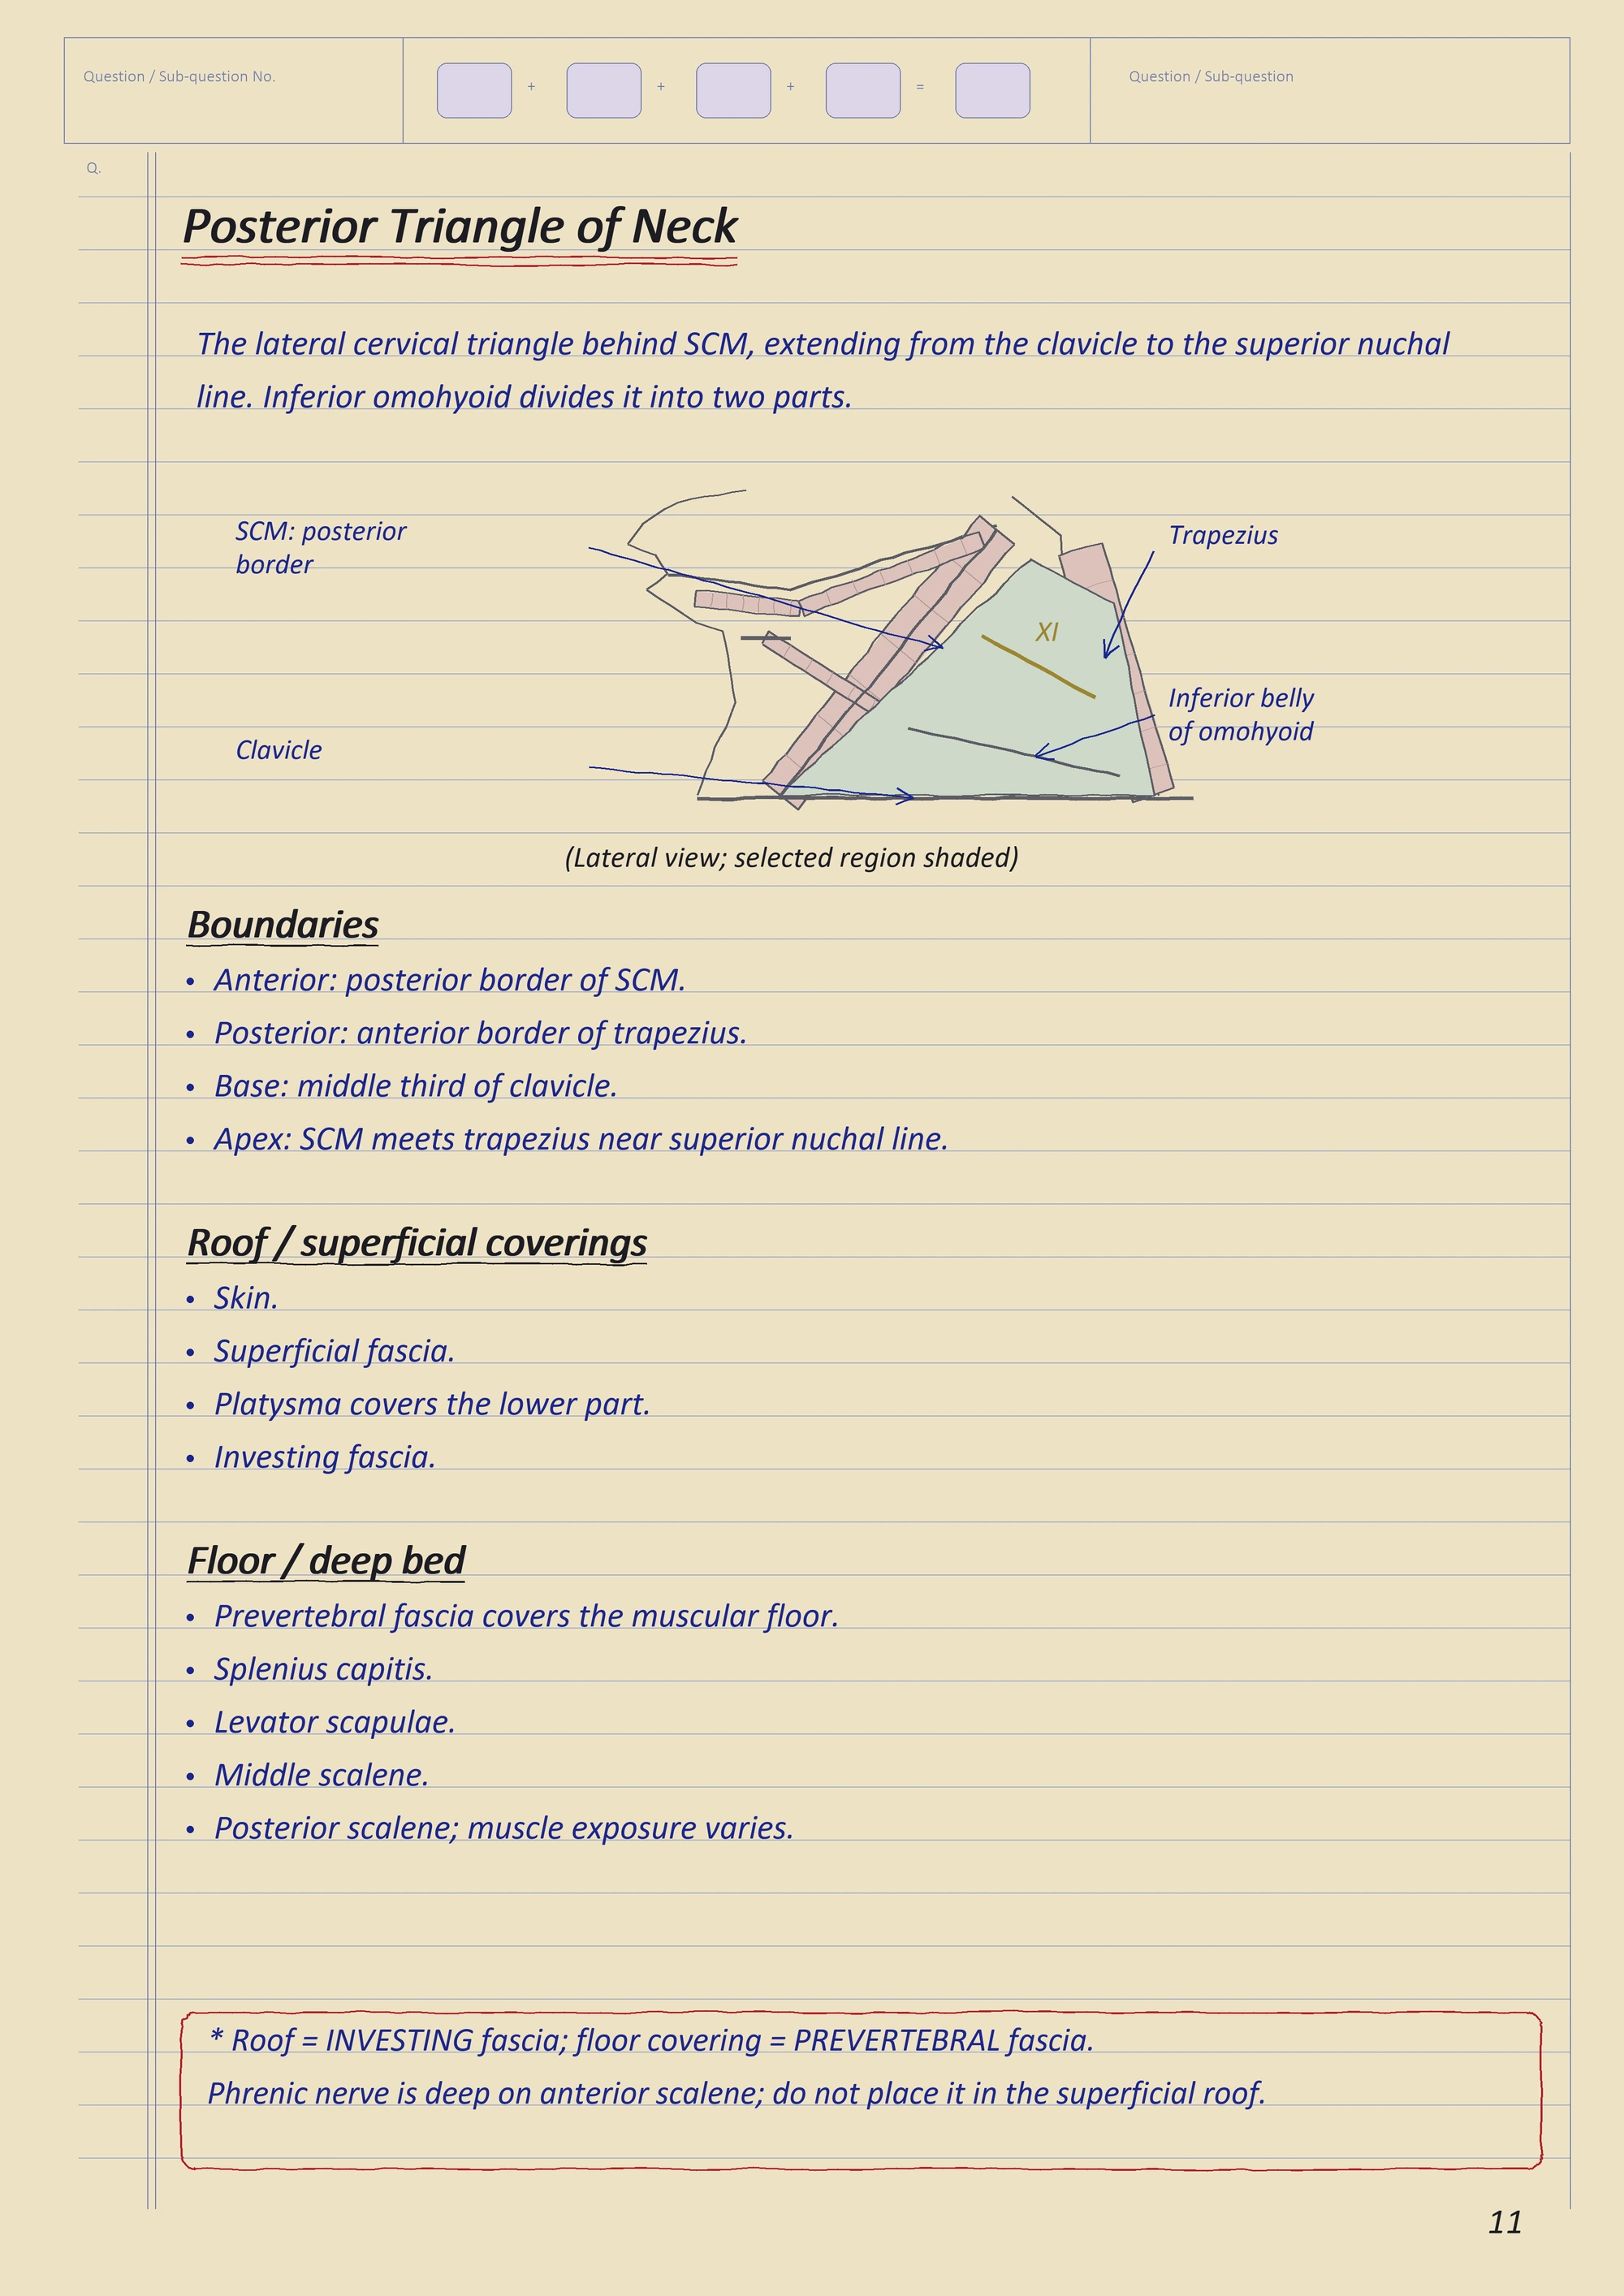 Question / Sub-question No.
+ + + =
Question / Sub-question
Q.
Posterior Triangle of Neck
The lateral cervical triangle behind SCM, extending from the clavicle to the superior nuchal
line. Inferior omohyoid divides it into two parts.
SCM: posterior
border
Trapezius
XI
Inferior belly
of omohyoid
Clavicle
(Lateral view; selected region shaded)
Boundaries
• Anterior: posterior border of SCM.
• Posterior: anterior border of trapezius.
• Base: middle third of clavicle.
• Apex: SCM meets trapezius near superior nuchal line.
Roof / superficial coverings
• Skin.
• Superficial fascia.
• Platysma covers the lower part.
• Investing fascia.
Floor / deep bed
• Prevertebral fascia covers the muscular floor.
• Splenius capitis.
• Levator scapulae.
• Middle scalene.
• Posterior scalene; muscle exposure varies.
* Roof = INVESTING fascia; floor covering = PREVERTEBRAL fascia.
Phrenic nerve is deep on anterior scalene; do not place it in the superficial roof.
11